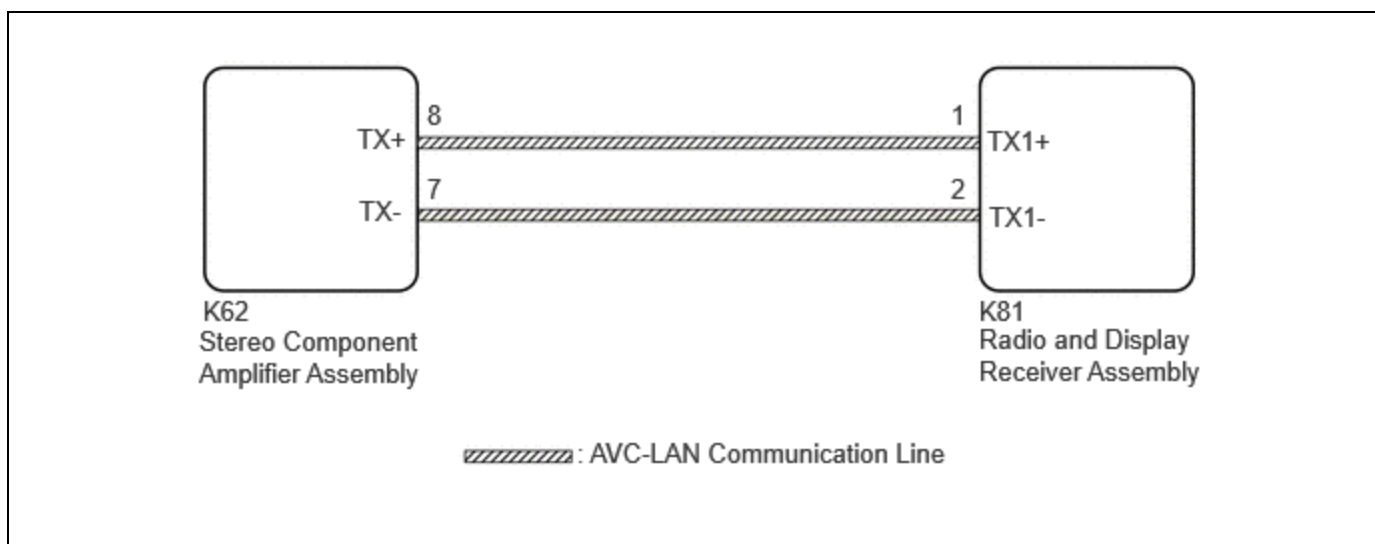 8
1
TX+
TX1+
7
2
TX-
TX1-
K62
Stereo Component
Amplifier Assembly
K81
Radio and Display
Receiver Assembly
: AVC-LAN Communication Line